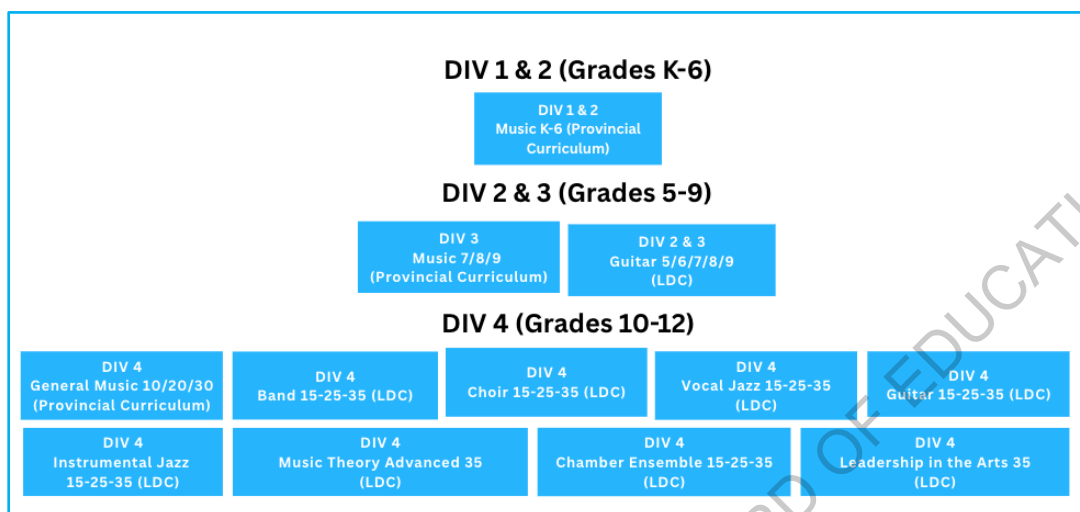 DIV 1 & 2 (Grades K-6)
DIV 1 & 2
Music K-6 (Provincial
Curriculum)
DIV 2 & 3 (Grades 5-9)
DIV 3
Music 7/8/9
(Provincial Curriculum)
DIV 2 & 3
Guitar 5/6/7/8/9
(LDC)
DIV 4 (Grades 10-12)
DIV 4
General Music 10/20/30
(Provincial Curriculum)
DIV 4
Band 15-25-35 (LDC)
DIV 4
Choir 15-25-35 (LDC)
DIV 4
Vocal Jazz 15-25-35
(LDC)
DIV 4
Guitar 15-25-35 (LDC)
DIV 4
Instrumental Jazz
15-25-35 (LDC)
DIV 4
Music Theory Advanced 35
(LDC)
DIV 4
Chamber Ensemble 15-25-35
(LDC)
DIV 4
Leadership in the Arts 35
(LDC)
OF